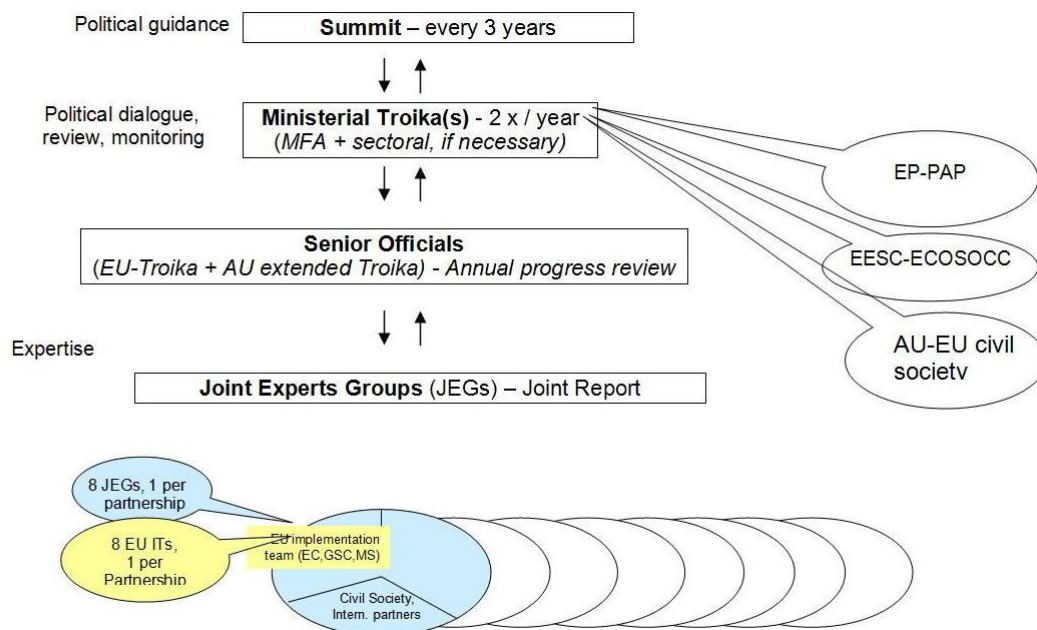 Political guidance
Summit – every 3 years
Political dialogue,
review, monitoring
Ministerial Troika(s) - 2 x / year
(MFA + sectoral, if necessary)
EP-PAP
Senior Officials
(EU-Troika + AU extended Troika) - Annual progress review
EESC-ECOSOCC
Expertise
AU-EU civil
society
Joint Experts Groups (JEGs) – Joint Report
8 JEGs, 1 per
partnership
8 EU ITs,
1 per
Partnership
EU implementation
team (EC,GSC,MS)
Civil Society,
Intern. partners